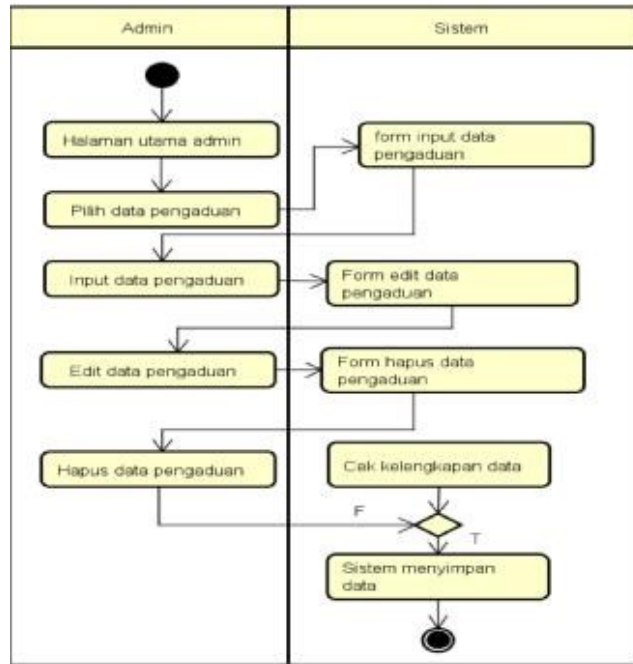 Admin
Sistem
Halaman utama admin
form input data
pengaduan
Pilih data pengaduan
Input data pengaduan
Form edit data
pengaduan
Edit data pengaduan
Form hapus data
pengaduan
Hapus data pengaduan
Cek kelengkapan data
F
T
Sistem menyimpan
data